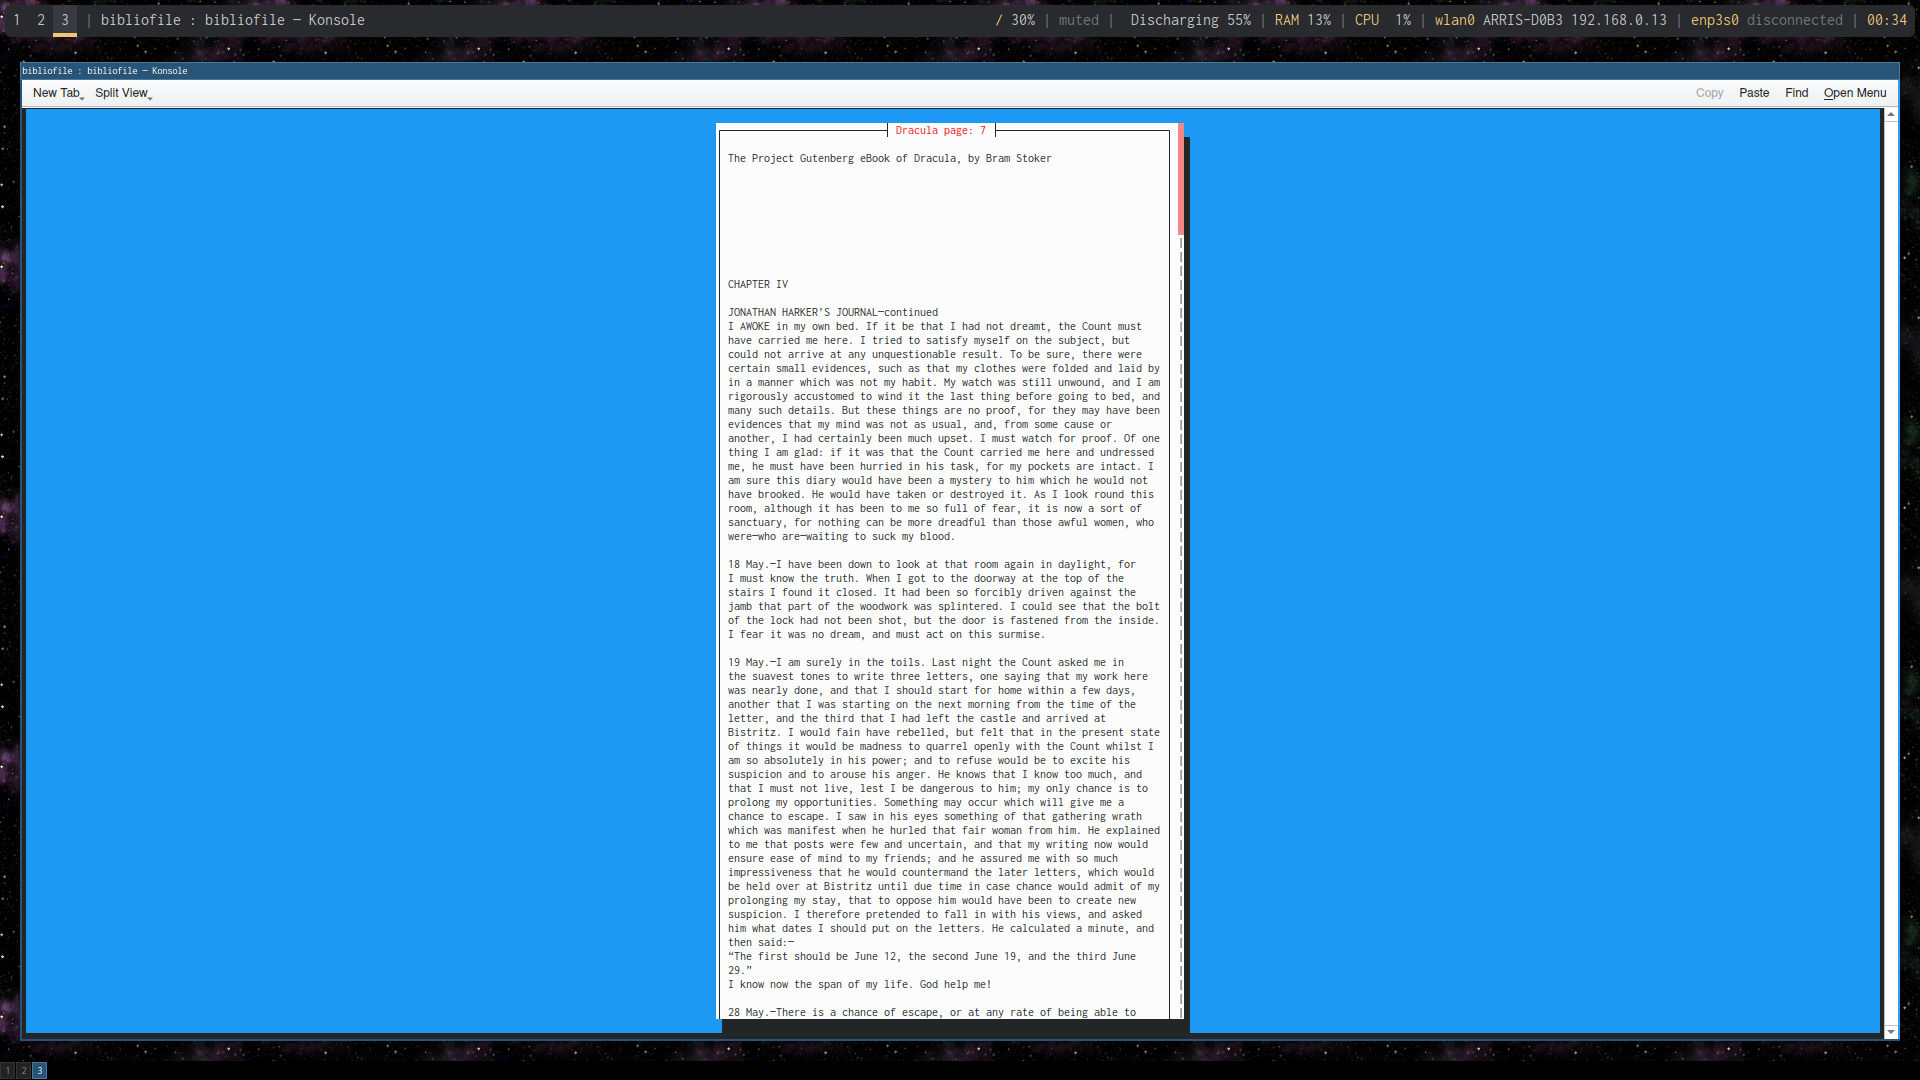 1 2 3 | bibliofile : bibliofile — Konsole
/ 30% | muted | Discharging 55% | RAM 13% | CPU 1% | wlan0 ARRIS-D0B3 192.168.0.13 | enp3s0 disconnected | 00:34
bibliofile : bibliofile — Konsole
New Tab Split View Copy Paste Find Open Menu
Dracula page: 7
The Project Gutenberg eBook of Dracula, by Bram Stoker
CHAPTER IV
JONATHAN HARKER’S JOURNAL—continued
I AWOKE in my own bed. If it be that I had not dreamt, the Count must
have carried me here. I tried to satisfy myself on the subject, but
could not arrive at any unquestionable result. To be sure, there were
certain small evidences, such as that my clothes were folded and laid by
in a manner which was not my habit. My watch was still unwound, and I am
rigorously accustomed to wind it the last thing before going to bed, and
many such details. But these things are no proof, for they may have been
evidences that my mind was not as usual, and, from some cause or
another, I had certainly been much upset. I must watch for proof. Of one
thing I am glad: if it was that the Count carried me here and undressed
me, he must have been hurried in his task, for my pockets are intact. I
am sure this diary would have been a mystery to him which he would not
have brooked. He would have taken or destroyed it. As I look round this
room, although it has been to me so full of fear, it is now a sort of
sanctuary, for nothing can be more dreadful than those awful women, who
were—who are—waiting to suck my blood.
18 May.—I have been down to look at that room again in daylight, for
I must know the truth. When I got to the doorway at the top of the
stairs I found it closed. It had been so forcibly driven against the
jamb that part of the woodwork was splintered. I could see that the bolt
of the lock had not been shot, but the door is fastened from the inside.
I fear it was no dream, and must act on this surmise.
19 May.—I am surely in the toils. Last night the Count asked me in
the suavest tones to write three letters, one saying that my work here
was nearly done, and that I should start for home within a few days,
another that I was starting on the next morning from the time of the
letter, and the third that I had left the castle and arrived at
Bistritz. I would fain have rebelled, but felt that in the present state
of things it would be madness to quarrel openly with the Count whilst I
am so absolutely in his power; and to refuse would be to excite his
suspicion and to arouse his anger. He knows that I know too much, and
that I must not live, lest I be dangerous to him; my only chance is to
prolong my opportunities. Something may occur which will give me a
chance to escape. I saw in his eyes something of that gathering wrath
which was manifest when he hurled that fair woman from him. He explained
to me that posts were few and uncertain, and that my writing now would
ensure ease of mind to my friends; and he assured me with so much
impressiveness that he would countermand the later letters, which would
be held over at Bistritz until due time in case chance would admit of my
prolonging my stay, that to oppose him would have been to create new
suspicion. I therefore pretended to fall in with his views, and asked
him what dates I should put on the letters. He calculated a minute, and
then said:—
“The first should be June 12, the second June 19, and the third June
29.”
I know now the span of my life. God help me!
28 May.—There is a chance of escape, or at any rate of being able to
1 2 3